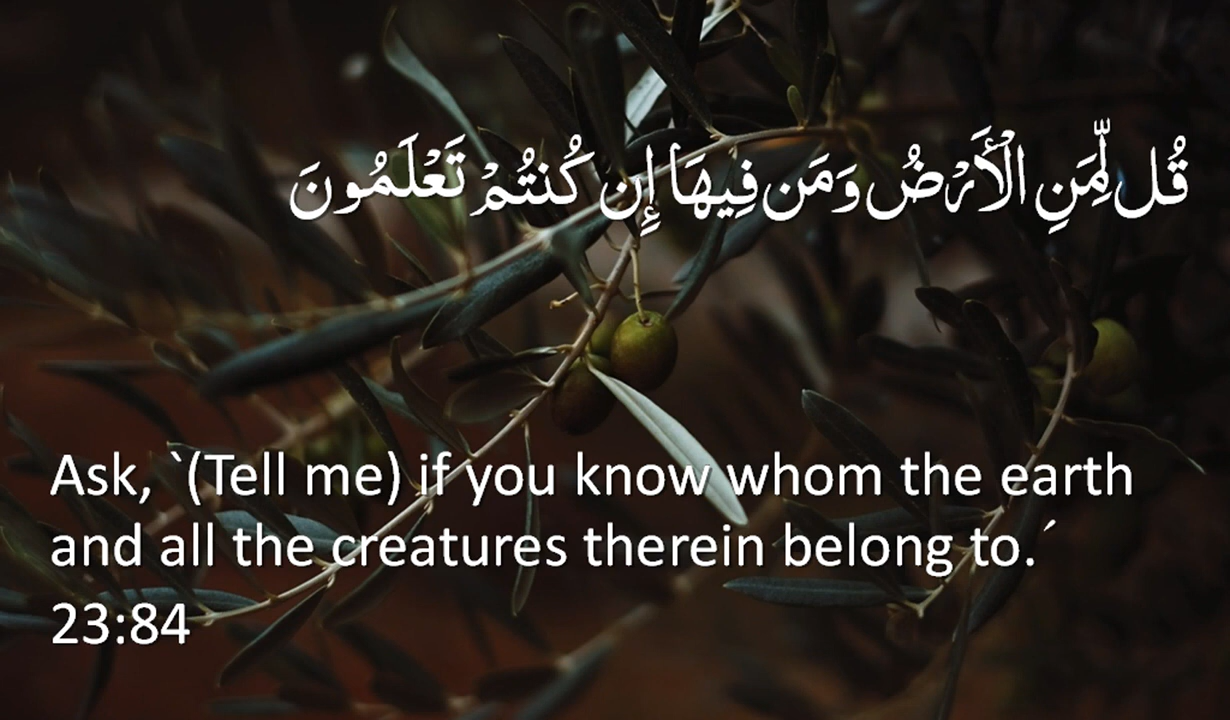 قُل لِّمَنِ الْأَرْضُ وَمَن فِيهَا إِن كُنتُمْ تَعْلَمُونَ
Ask, `(Tell me) if you know whom the earth
and all the creatures therein belong to.´
23:84